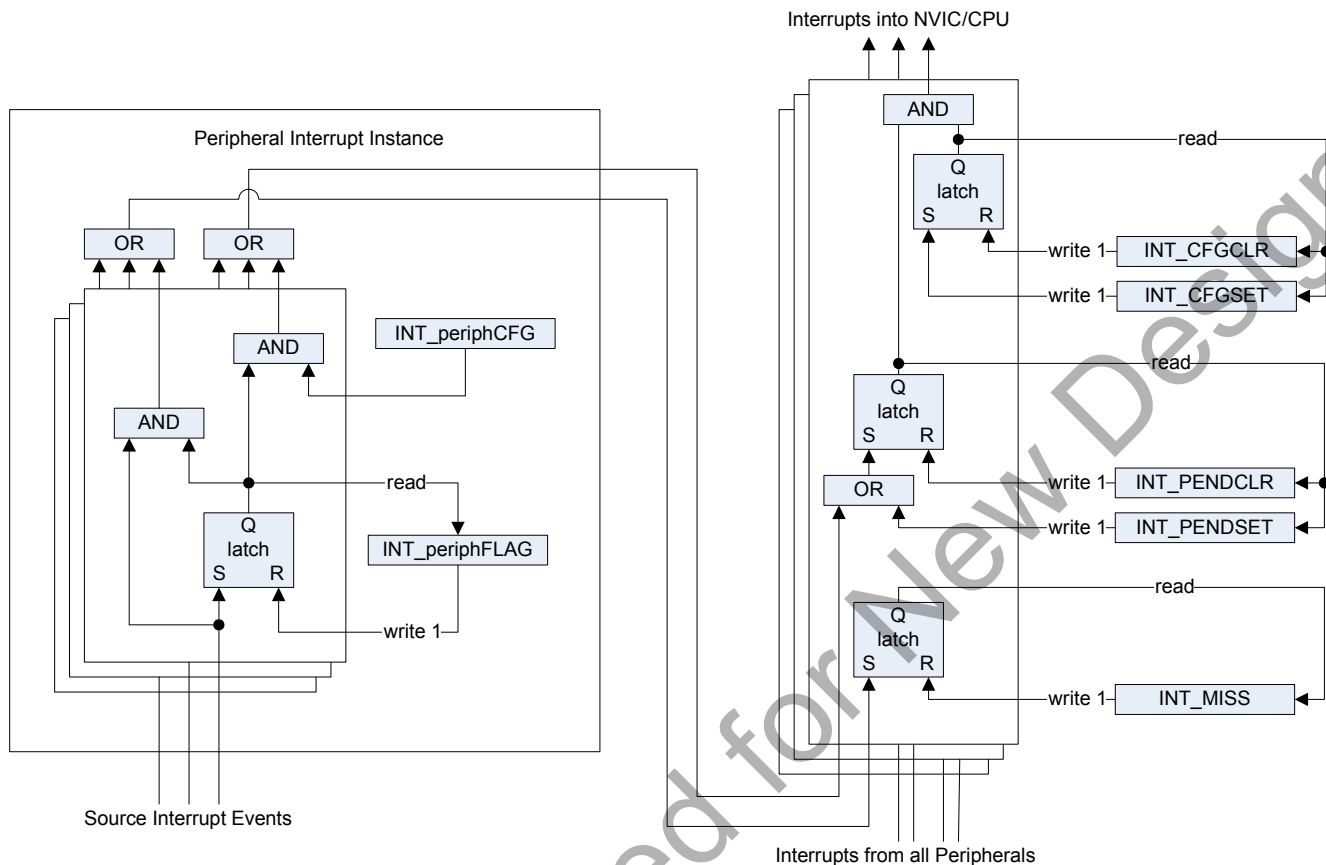 Interrupts into NVIC/CPU
Peripheral Interrupt Instance
OR
OR
AND
INT_periphCFG
AND
read
Q
latch
S R
INT_periphFLAG
write 1
Source Interrupt Events
AND
read
Q
latch
S R
write 1
INT_CFGCLR
write 1
INT_CFGSET
read
Q
latch
S R
OR
write 1
INT_PENDCLR
write 1
INT_PENDSET
read
Q
latch
S R
write 1
INT_MISS
Interrupts from all Peripherals
ed for New Design